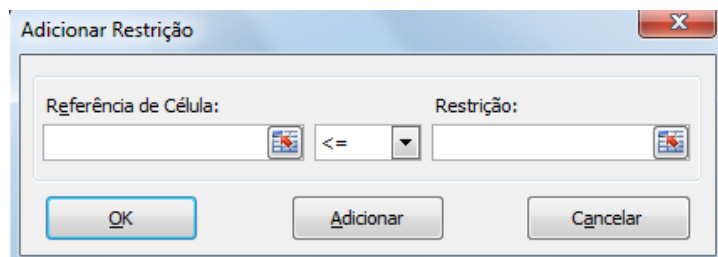 Adicionar Restrição
Referência de Célula:
Restrição:
<=
OK
Adicionar
Cancelar